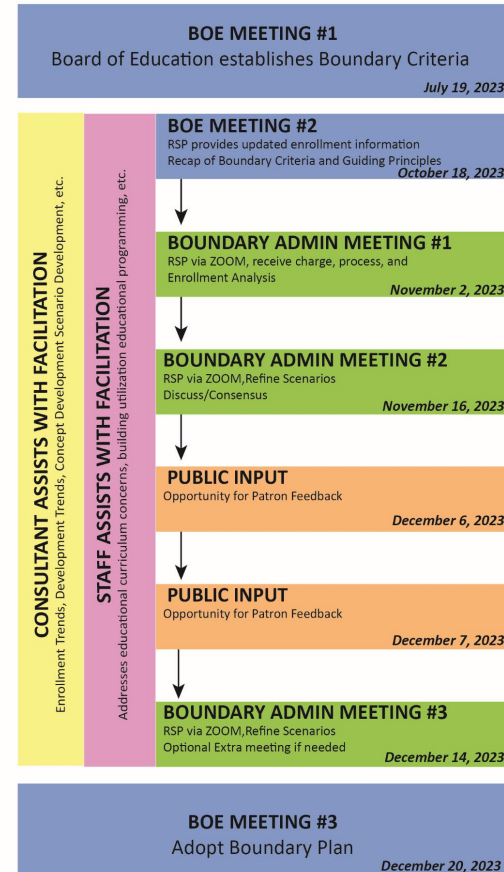 BOE MEETING #1
Board of Education establishes Boundary Criteria
July 19, 2023
CONSULTANT ASSISTS WITH FACILITATION
Enrollment Trends, Development Trends, Concept Development Scenario Development, etc.
STAFF ASSISTS WITH FACILITATION
Addresses educational curriculum concerns, building utilization educational programming, etc.
BOE MEETING #2
RSP provides updated enrollment information
Recap of Boundary Criteria and Guiding Principles
October 18, 2023
BOUNDARY ADMIN MEETING #1
RSP via ZOOM, receive charge, process, and
Enrollment Analysis
November 2, 2023
BOUNDARY ADMIN MEETING #2
RSP via ZOOM,Refine Scenarios
Discuss/Consensus
November 16, 2023
PUBLIC INPUT
Opportunity for Patron Feedback
December 6, 2023
PUBLIC INPUT
Opportunity for Patron Feedback
December 7, 2023
BOUNDARY ADMIN MEETING #3
RSP via ZOOM,Refine Scenarios
Optional Extra meeting if needed
December 14, 2023
BOE MEETING #3
Adopt Boundary Plan
December 20, 2023